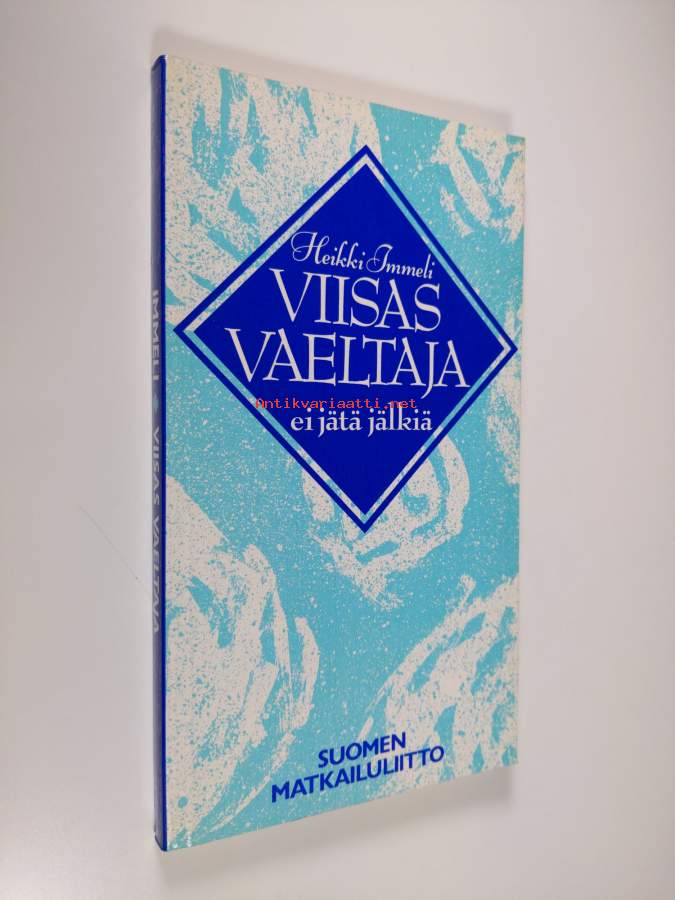 Heikki Immeli
VIISAS
VAELTAJA
Antikvariaatti.net
ei jätä jälkiä
SUOMEN
MATKAILULIITTO
IMMELI VIISAS VAELTAJA